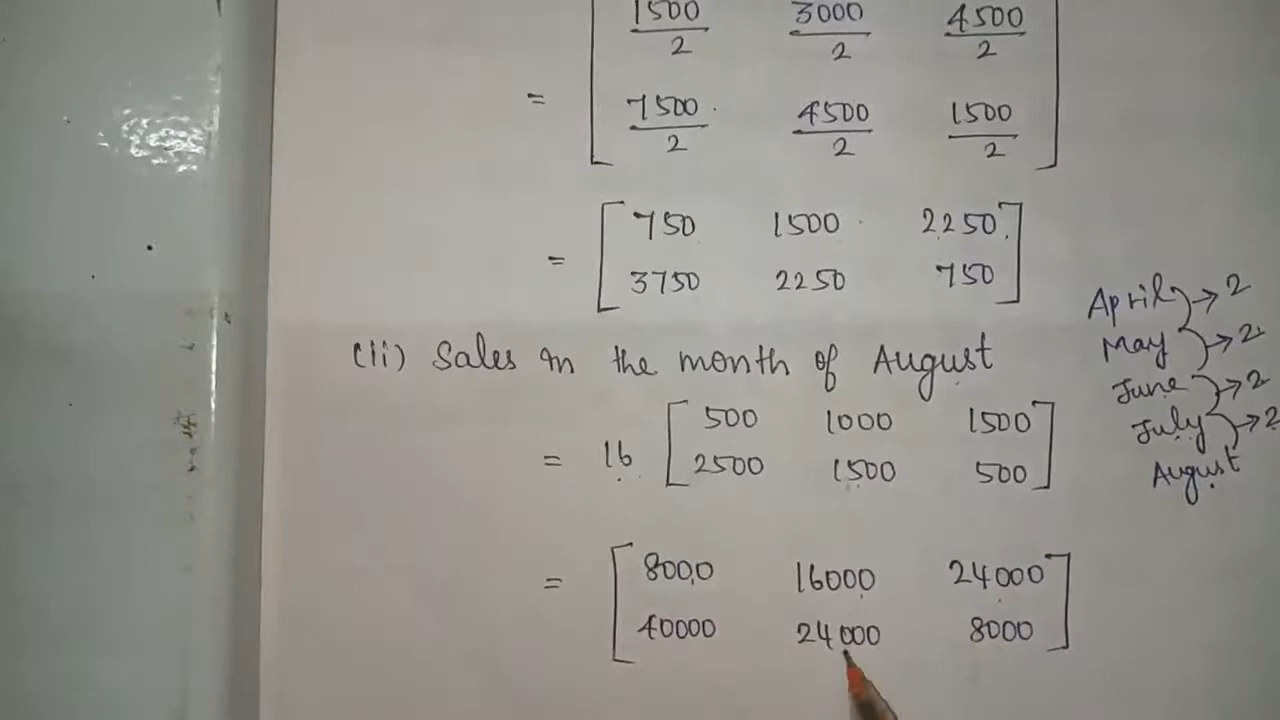 1500/2 3000/2 4500/2
= 7500/2 4500/2 1500/2
= [ 750 1500 2250
3750 2250 750 ]
(ii) Sales in the month of August
= 16 [ 500 1000 1500
2500 1500 500 ]
= [ 8000 16000 24000
40000 24000 8000 ]
April → 2
May → 2
June → 2
July → 2
August